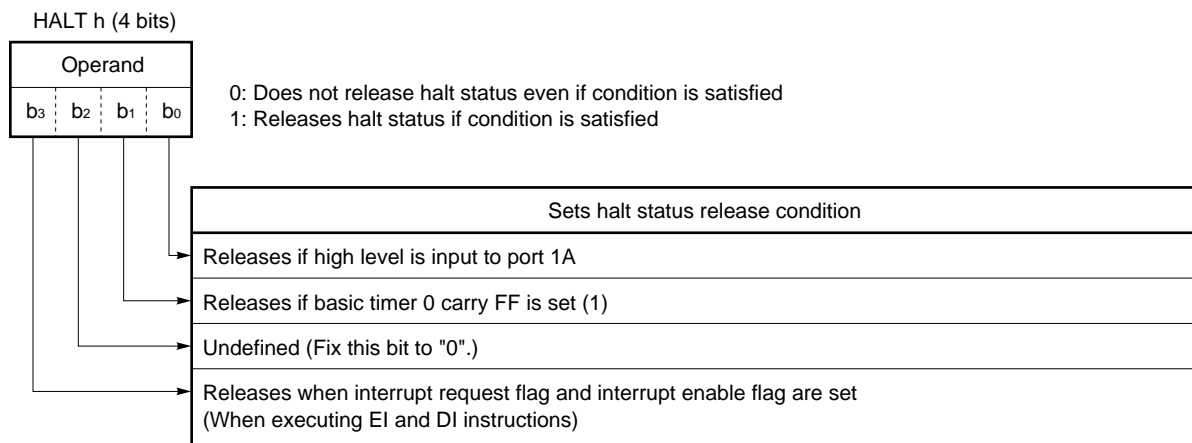 HALT h (4 bits)
Operand
b3 b2 b1 b0
0: Does not release halt status even if condition is satisfied
1: Releases halt status if condition is satisfied
Sets halt status release condition
Releases if high level is input to port 1A
Releases if basic timer 0 carry FF is set (1)
Undefined (Fix this bit to "0".)
Releases when interrupt request flag and interrupt enable flag are set
(When executing EI and DI instructions)